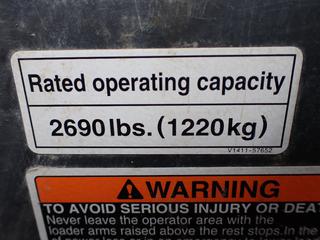 Rated operating capacity
2690 lbs. (1220 kg)
V1411-57652
WARNING
TO AVOID SERIOUS INJURY OR DEAT
Never leave the operator area with the
loader arms raised above the rest stops. In the